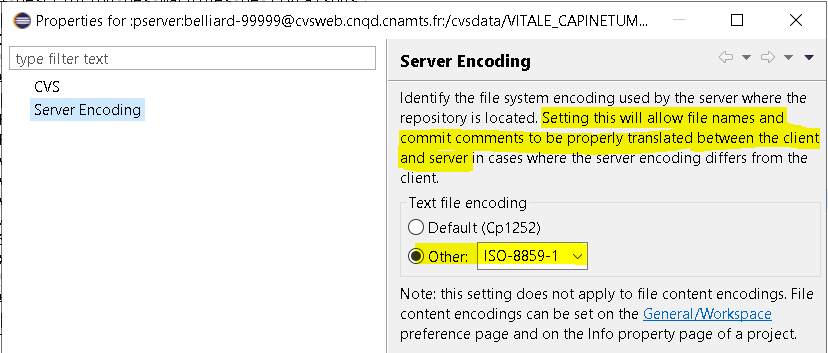 Properties for :pserver:belliard-99999@cvsweb.cnqd.cnamts.fr:/cvsdata/VITALE_CAPINETUM...
type filter text
CVS
Server Encoding
Server Encoding
Identify the file system encoding used by the server where the
repository is located. Setting this will allow file names and
commit comments to be properly translated between the client
and server in cases where the server encoding differs from the
client.
Text file encoding
Default (Cp1252)
Other: ISO-8859-1
Note: this setting does not apply to file content encodings. File
content encodings can be set on the General/Workspace
preference page and on the Info property page of a project.